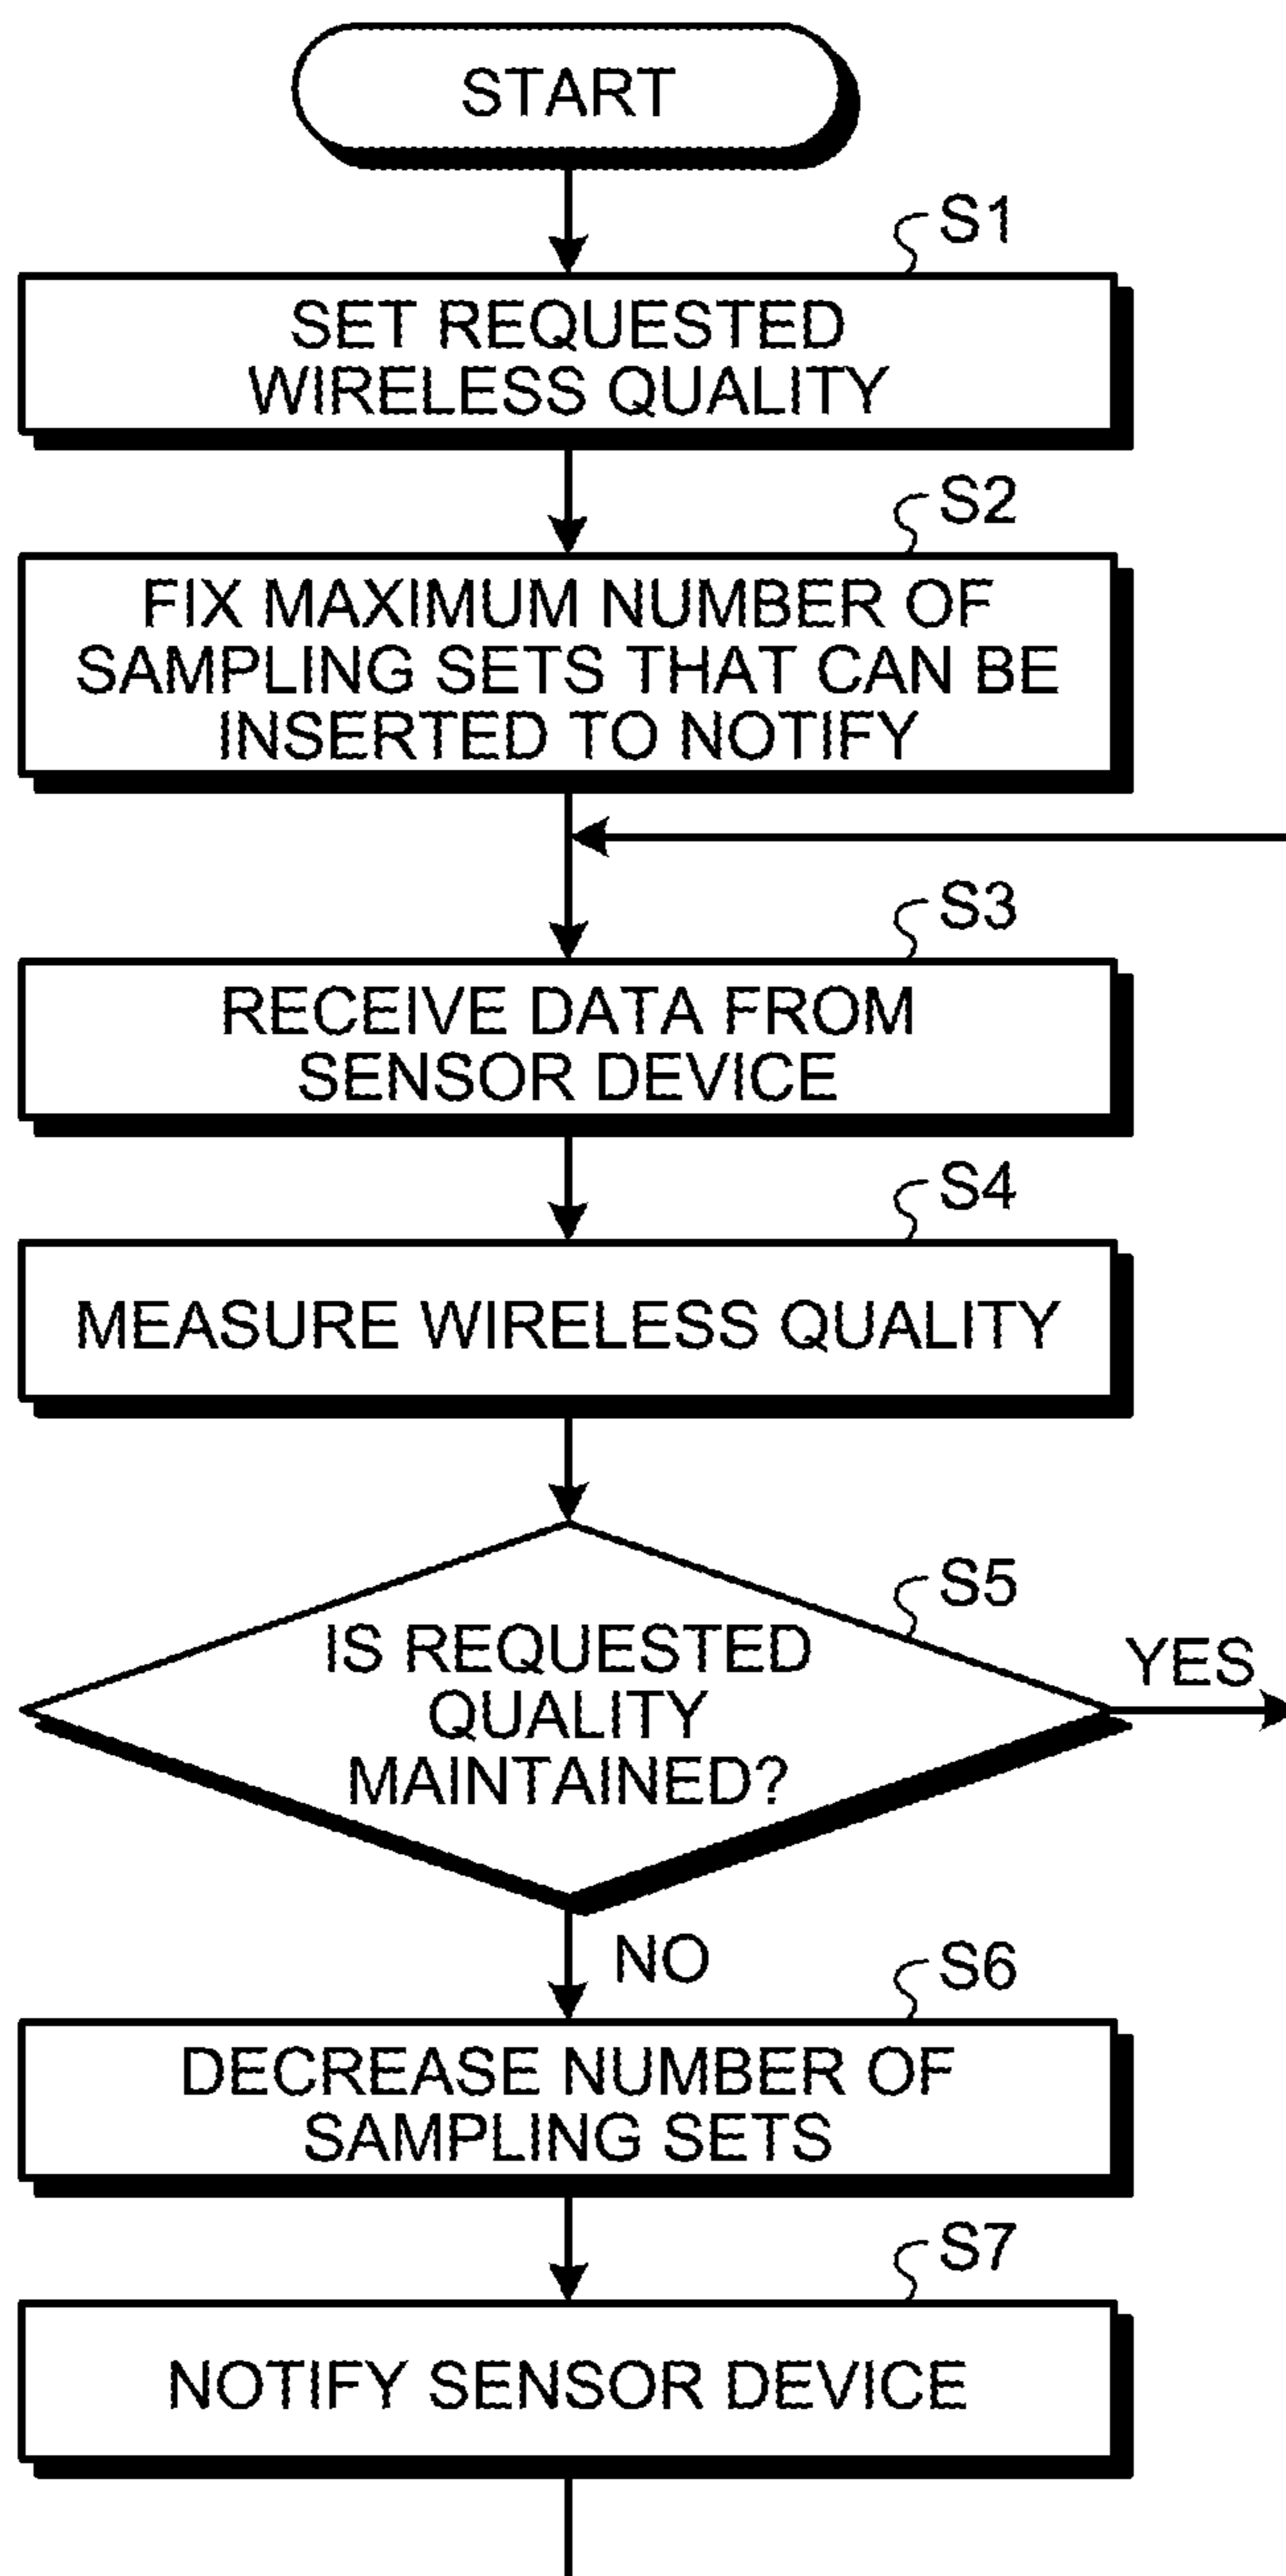 START
S1
SET REQUESTED
WIRELESS QUALITY
S2
FIX MAXIMUM NUMBER OF
SAMPLING SETS THAT CAN BE
INSERTED TO NOTIFY
S3
RECEIVE DATA FROM
SENSOR DEVICE
S4
MEASURE WIRELESS QUALITY
S5
IS REQUESTED
QUALITY
MAINTAINED?
YES
NO
S6
DECREASE NUMBER OF
SAMPLING SETS
S7
NOTIFY SENSOR DEVICE